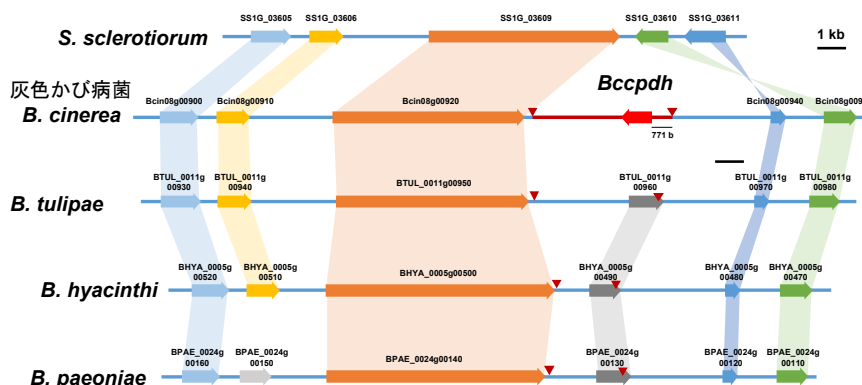 SS1G_03605 SS1G_03606 SS1G_03609 SS1G_03610 SS1G_03611
S. sclerotiorum
1 kb
灰色かび病菌
Bccpdh
B. cinerea
Bcin08g00900 Bcin08g00910 Bcin08g00920 Bcin08g00940 Bcin08g009
771 b
BTUL_0011g
00930
BTUL_0011g
00940
BTUL_0011g00950
BTUL_0011g
00960
BTUL_0011g
00970
BTUL_0011g
00980
B. tulipae
BHYA_0005g
00520
BHYA_0005g
00510
BHYA_0005g00500
BHYA_0005g
00490
BHYA_0005g
00480
BHYA_0005g
00470
B. hyacinthi
BPAE_0024g
00160
BPAE_0024g
00150
BPAE_0024g00140
BPAE_0024g
00130
BPAE_0024g
00120
BPAE_0024g
00110
B. paeoniae